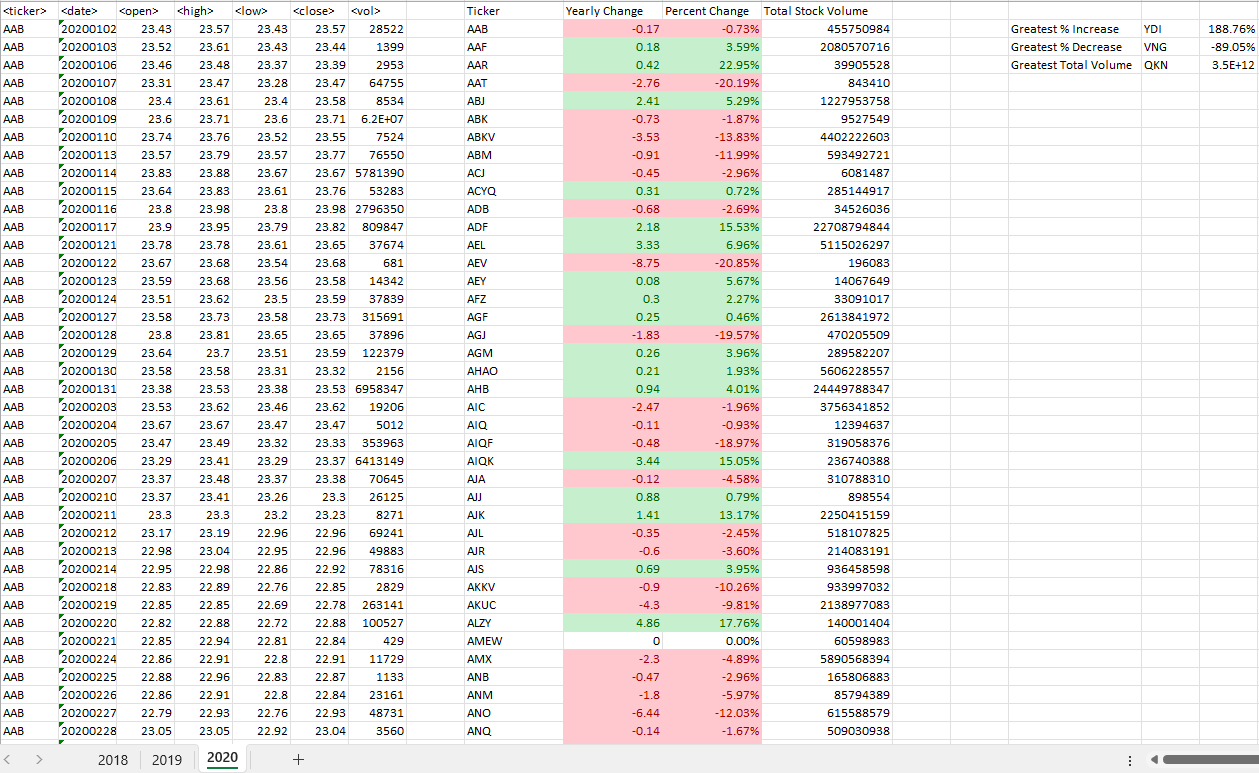 <ticker> <date> <open> <high> <low> <close> <vol> Ticker Yearly Change Percent Change Total Stock Volume
AAB 20200102 23.43 23.57 23.43 23.57 28522 AAB -0.17 -0.73% 455750984 Greatest % Increase YDI 188.76%
AAB 20200103 23.52 23.61 23.43 23.44 1399 AAF 0.18 3.59% 2080570716 Greatest % Decrease VNG -89.05%
AAB 20200106 23.46 23.48 23.37 23.39 2953 AAR 0.42 22.95% 39905528 Greatest Total Volume QKN 3.5E+12
AAB 20200107 23.31 23.47 23.28 23.47 64755 AAT -2.76 -20.19% 843410
AAB 20200108 23.4 23.61 23.4 23.58 8534 ABJ 2.41 5.29% 1227953758
AAB 20200109 23.6 23.71 23.6 23.71 6.2E+07 ABK -0.73 -1.87% 9527549
AAB 20200110 23.74 23.76 23.52 23.55 7524 ABKV -3.53 -13.83% 4402222603
AAB 20200113 23.57 23.79 23.57 23.77 76550 ABM -0.91 -11.99% 593492721
AAB 20200114 23.83 23.88 23.67 23.67 5781390 ACJ -0.45 -2.96% 6081487
AAB 20200115 23.64 23.83 23.61 23.76 53283 ACYQ 0.31 0.72% 285144917
AAB 20200116 23.8 23.98 23.8 23.98 2796350 ADB -0.68 -2.69% 34526036
AAB 20200117 23.9 23.95 23.79 23.82 809847 ADF 2.18 15.53% 22708794844
AAB 20200121 23.78 23.78 23.61 23.65 37674 AEL 3.33 6.96% 5115026297
AAB 20200122 23.67 23.68 23.54 23.68 681 AEV -8.75 -20.85% 196083
AAB 20200123 23.59 23.68 23.56 23.58 14342 AEY 0.08 5.67% 14067649
AAB 20200124 23.51 23.62 23.5 23.59 37839 AFZ 0.3 2.27% 33091017
AAB 20200127 23.58 23.73 23.58 23.73 315691 AGF 0.25 0.46% 2613841972
AAB 20200128 23.8 23.81 23.65 23.65 37896 AGJ -1.83 -19.57% 470205509
AAB 20200129 23.64 23.7 23.51 23.59 122379 AGM 0.26 3.96% 289582207
AAB 20200130 23.58 23.58 23.31 23.32 2156 AHAO 0.21 1.93% 5606228557
AAB 20200131 23.38 23.53 23.38 23.53 6958347 AHB 0.94 4.01% 24449788347
AAB 20200203 23.53 23.62 23.46 23.62 19206 AIC -2.47 -1.96% 3756341852
AAB 20200204 23.67 23.67 23.47 23.47 5012 AIQ -0.11 -0.93% 12394637
AAB 20200205 23.47 23.49 23.32 23.33 353963 AIQF -0.48 -18.97% 319058376
AAB 20200206 23.29 23.41 23.29 23.37 6413149 AIQK 3.44 15.05% 236740388
AAB 20200207 23.37 23.48 23.37 23.38 70645 AJA -0.12 -4.58% 310788310
AAB 20200210 23.37 23.41 23.26 23.3 26125 AJJ 0.88 0.79% 898554
AAB 20200211 23.3 23.3 23.2 23.23 8271 AJK 1.41 13.17% 2250415159
AAB 20200212 23.17 23.19 22.96 22.96 69241 AJL -0.35 -2.45% 518107825
AAB 20200213 22.98 23.04 22.95 22.96 49883 AJR -0.6 -3.60% 214083191
AAB 20200214 22.95 22.98 22.86 22.92 78316 AJS 0.69 3.95% 936458598
AAB 20200218 22.83 22.89 22.76 22.85 2829 AKKV -0.9 -10.26% 933997032
AAB 20200219 22.85 22.85 22.69 22.78 263141 AKUC -4.3 -9.81% 2138977083
AAB 20200220 22.82 22.88 22.72 22.88 100527 ALZY 4.86 17.76% 140001404
AAB 20200221 22.85 22.94 22.81 22.84 429 AMEW 0 0.00% 60598983
AAB 20200224 22.86 22.91 22.8 22.91 11729 AMX -2.3 -4.89% 5890568394
AAB 20200225 22.88 22.96 22.83 22.87 1133 ANB -0.47 -2.96% 165806883
AAB 20200226 22.86 22.91 22.8 22.84 23161 ANM -1.8 -5.97% 85794389
AAB 20200227 22.79 22.93 22.76 22.93 48731 ANO -6.44 -12.03% 615588579
AAB 20200228 23.05 23.05 22.92 23.04 3560 ANQ -0.14 -1.67% 509030938
2018 2019 2020